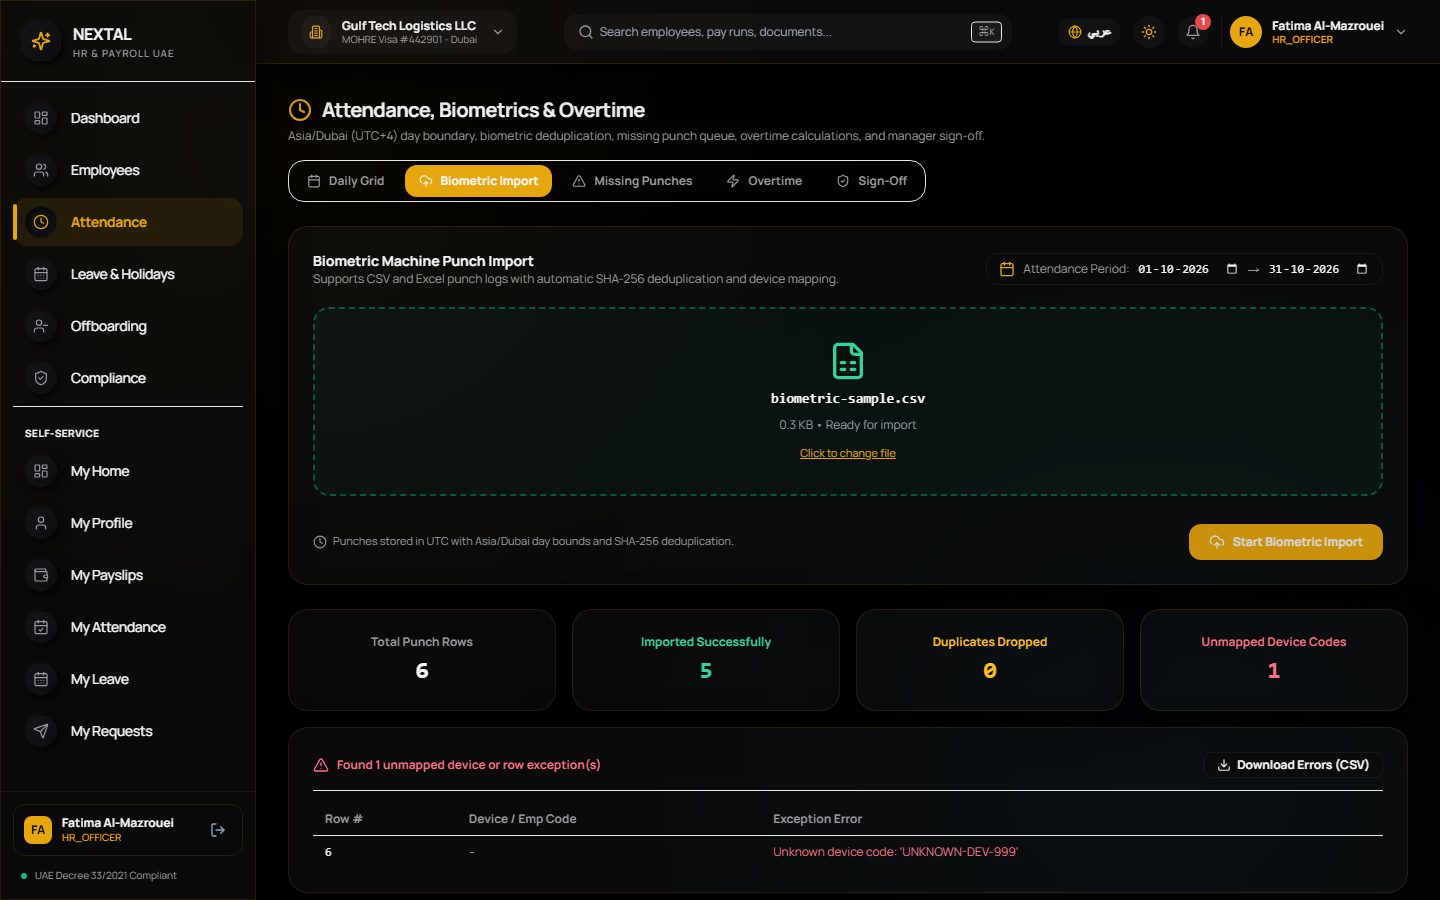 NEXTAL
HR & PAYROLL UAE
Gulf Tech Logistics LLC
MOHRE Visa #442901 - Dubai
Search employees, pay runs, documents...
⌘K
عربي
1
FA
Fatima Al-Mazrouei
HR_OFFICER
Dashboard
Employees
Attendance
Leave & Holidays
Offboarding
Compliance
SELF-SERVICE
My Home
My Profile
My Payslips
My Attendance
My Leave
My Requests
FA
Fatima Al-Mazrouei
HR_OFFICER
UAE Decree 33/2021 Compliant
Attendance, Biometrics & Overtime
Asia/Dubai (UTC+4) day boundary, biometric deduplication, missing punch queue, overtime calculations, and manager sign-off.
Daily Grid
Biometric Import
Missing Punches
Overtime
Sign-Off
Biometric Machine Punch Import
Supports CSV and Excel punch logs with automatic SHA-256 deduplication and device mapping.
Attendance Period: 01-10-2026 → 31-10-2026
biometric-sample.csv
0.3 KB • Ready for import
Click to change file
Punches stored in UTC with Asia/Dubai day bounds and SHA-256 deduplication.
Start Biometric Import
Total Punch Rows
6
Imported Successfully
5
Duplicates Dropped
0
Unmapped Device Codes
1
Found 1 unmapped device or row exception(s)
Download Errors (CSV)
Row # Device / Emp Code Exception Error
6 - Unknown device code: 'UNKNOWN-DEV-999'